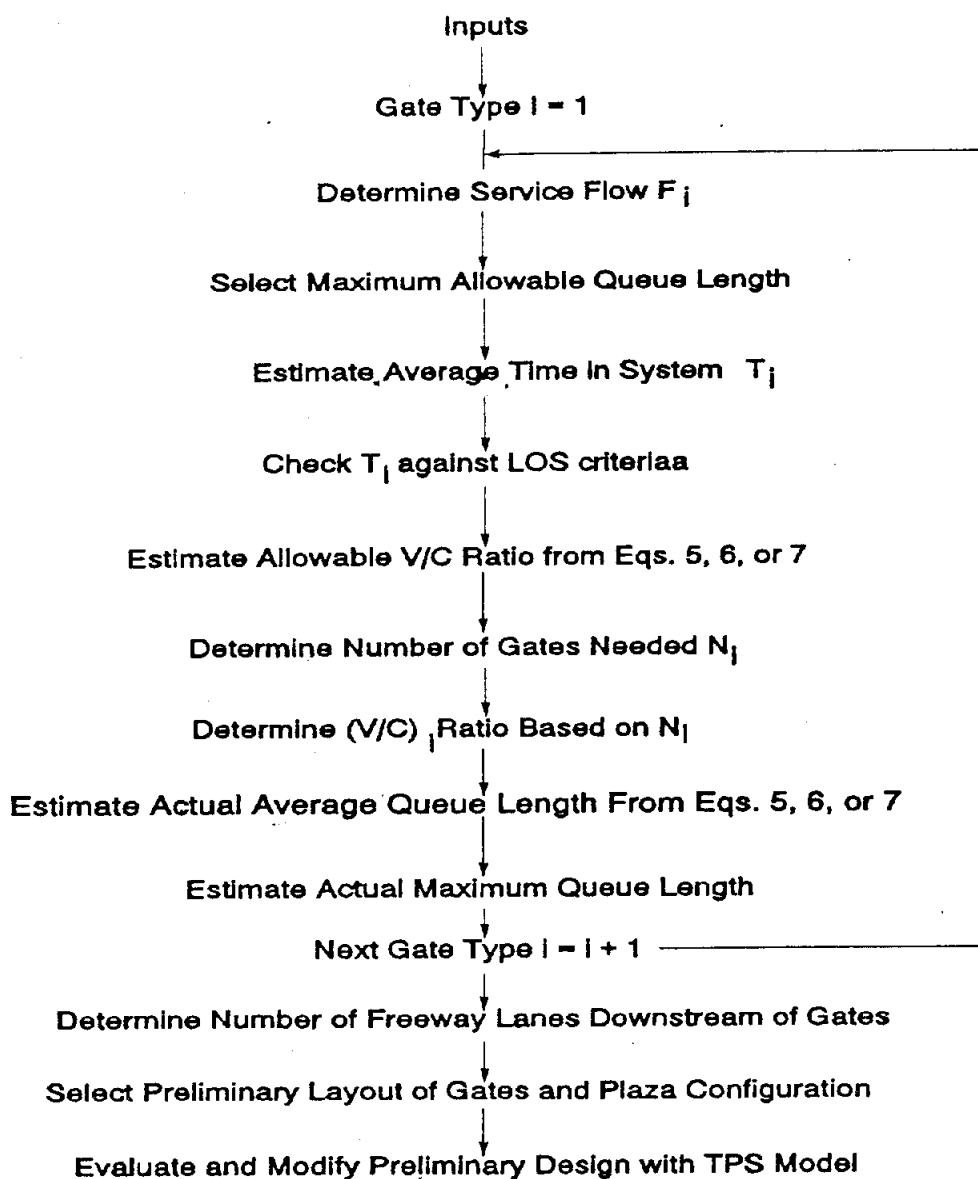 Inputs
Gate Type i = 1
Determine Service Flow F i
Select Maximum Allowable Queue Length
Estimate Average Time in System T i
Check T i against LOS criteriaa
Estimate Allowable V/C Ratio from Eqs. 5, 6, or 7
Determine Number of Gates Needed N i
Determine (V/C) i Ratio Based on N i
Estimate Actual Average Queue Length From Eqs. 5, 6, or 7
Estimate Actual Maximum Queue Length
Next Gate Type i = i + 1
Determine Number of Freeway Lanes Downstream of Gates
Select Preliminary Layout of Gates and Plaza Configuration
Evaluate and Modify Preliminary Design with TPS Model